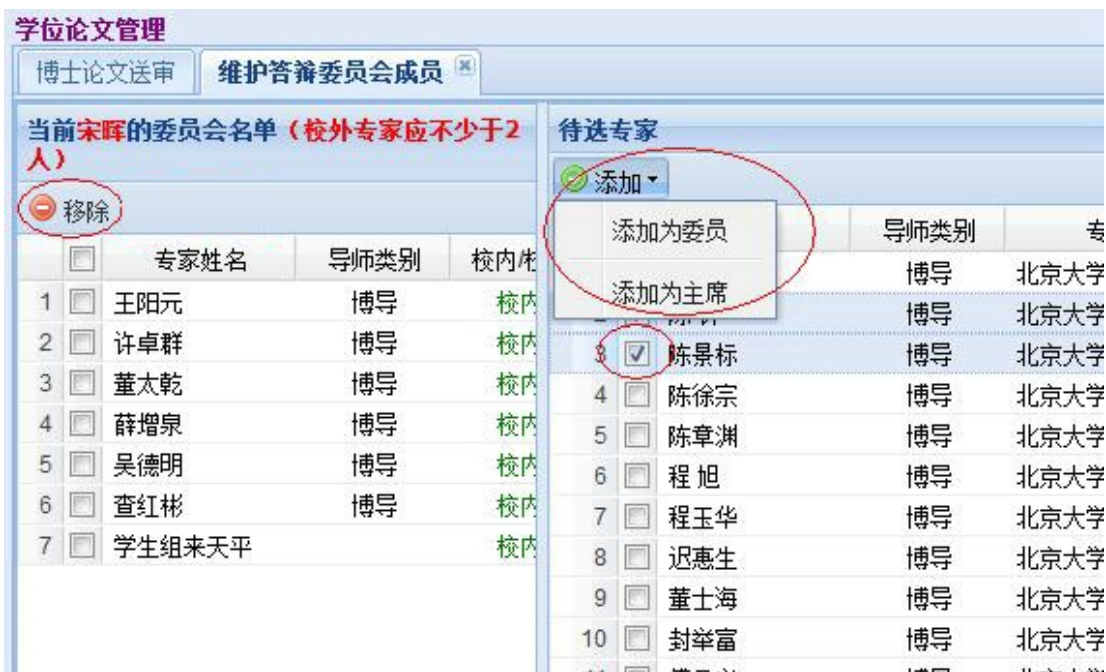 学位论文管理
博士论文送审 维护答辩委员会成员
当前宋晖的委员会名单（校外专家应不少于2
人）
移除
专家姓名 导师类别 校内/校
1 王阳元 博导 校内
2 许卓群 博导 校内
3 董太乾 博导 校内
4 薛增泉 博导 校内
5 吴德明 博导 校内
6 查红彬 博导 校内
7 学生组来天平 校内
待选专家
添加
添加为委员
添加为主席
导师类别 专
博导 北京大学
博导 北京大学
3 陈景标 博导 北京大学
4 陈徐宗 博导 北京大学
5 陈章渊 博导 北京大学
6 程旭 博导 北京大学
7 程玉华 博导 北京大学
8 迟惠生 博导 北京大学
9 董士海 博导 北京大学
10 封举富 博导 北京大学